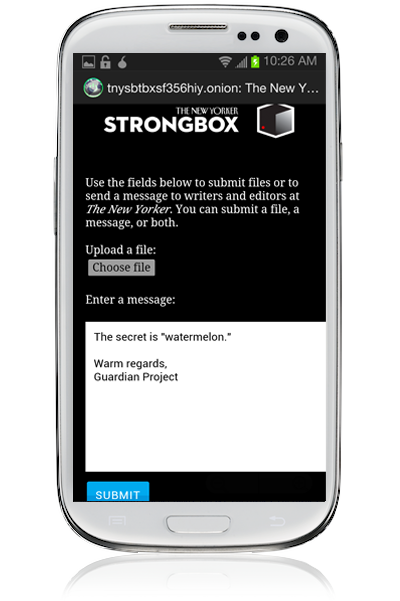 10:26 AM
tnysbtbxsf356hiy.onion: The New Y...
THE NEW YORKER
STRONGBOX
Use the fields below to submit files or to
send a message to writers and editors at
The New Yorker. You can submit a file, a
message, or both.
Upload a file:
Choose file
Enter a message:
The secret is "watermelon."
Warm regards,
Guardian Project
SUBMIT